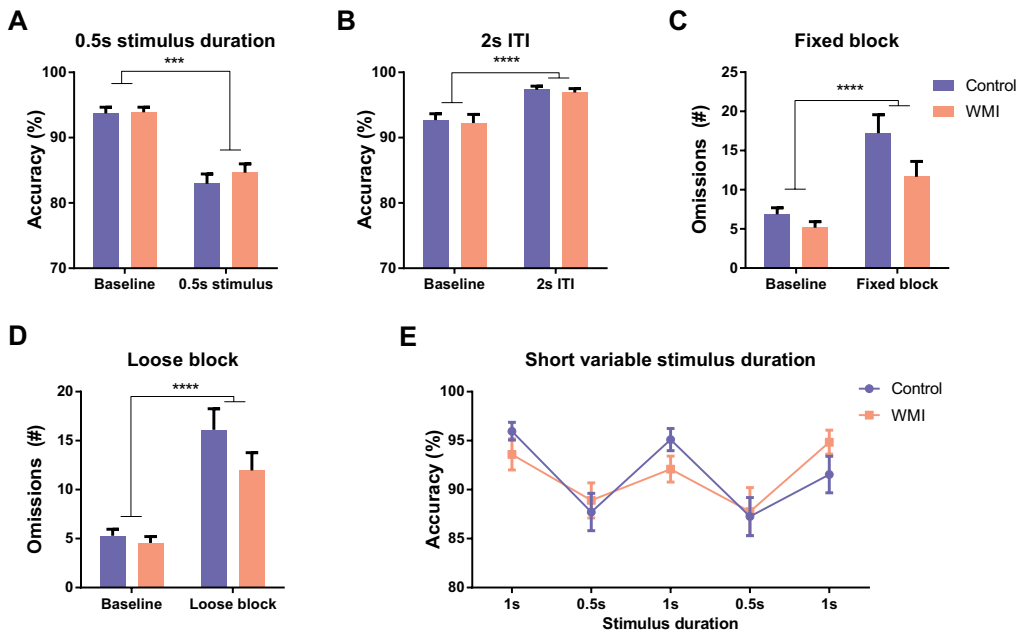 A
0.5s stimulus duration
***
Accuracy (%)
100
90
80
70
Baseline
0.5s stimulus
B
2s ITI
****
Accuracy (%)
100
90
80
70
Baseline
2s ITI
C
Fixed block
****
Omissions (#)
25
20
15
10
5
0
Baseline
Fixed block
Control
WMI
D
Loose block
****
Omissions (#)
20
15
10
5
0
Baseline
Loose block
E
Short variable stimulus duration
Accuracy (%)
100
95
90
85
80
1s
0.5s
1s
0.5s
1s
Stimulus duration
Control
WMI